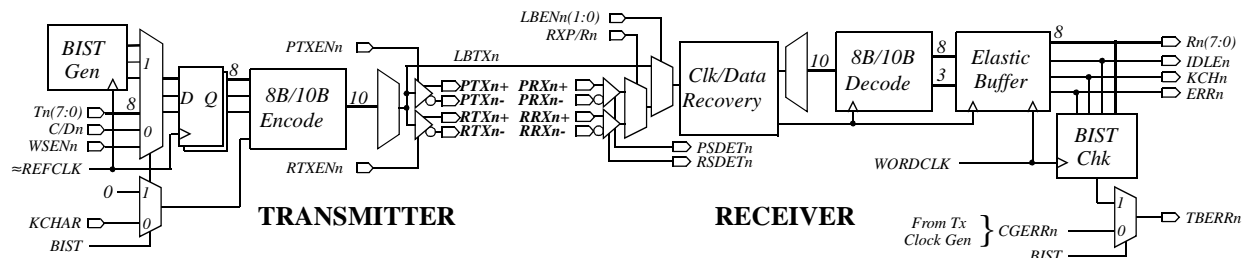 BIST
Gen
1
Tn(7:0)
8
C/Dn
0
WSENn
≈REFCLK
0
1
KCHAR
0
BIST
D Q
8
8B/10B
Encode
10
PTXENn
RTXENn
LBTXn
PTXn+
PTXn-
RTXn+
RTXn-
TRANSMITTER
LBENn(1:0)
RXP/Rn
PRXn+
PRXn-
RRXn+
RRXn-
PSDETn
RSDETn
Clk/Data
Recovery
10
8B/10B
Decode
8
3
Elastic
Buffer
8
Rn(7:0)
IDLEn
KCHn
ERRn
WORDCLK
BIST
Chk
RECEIVER
From Tx
Clock Gen
} CGERRn
1
0
TBERRn
BIST